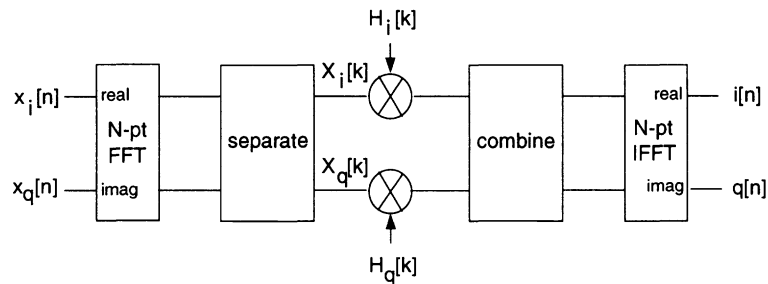 H_i[k]
X_i[k]
x_i[n]
real
N-pt
FFT
imag
x_q[n]
separate
X_q[k]
H_q[k]
combine
real
N-pt
IFFT
imag
i[n]
q[n]